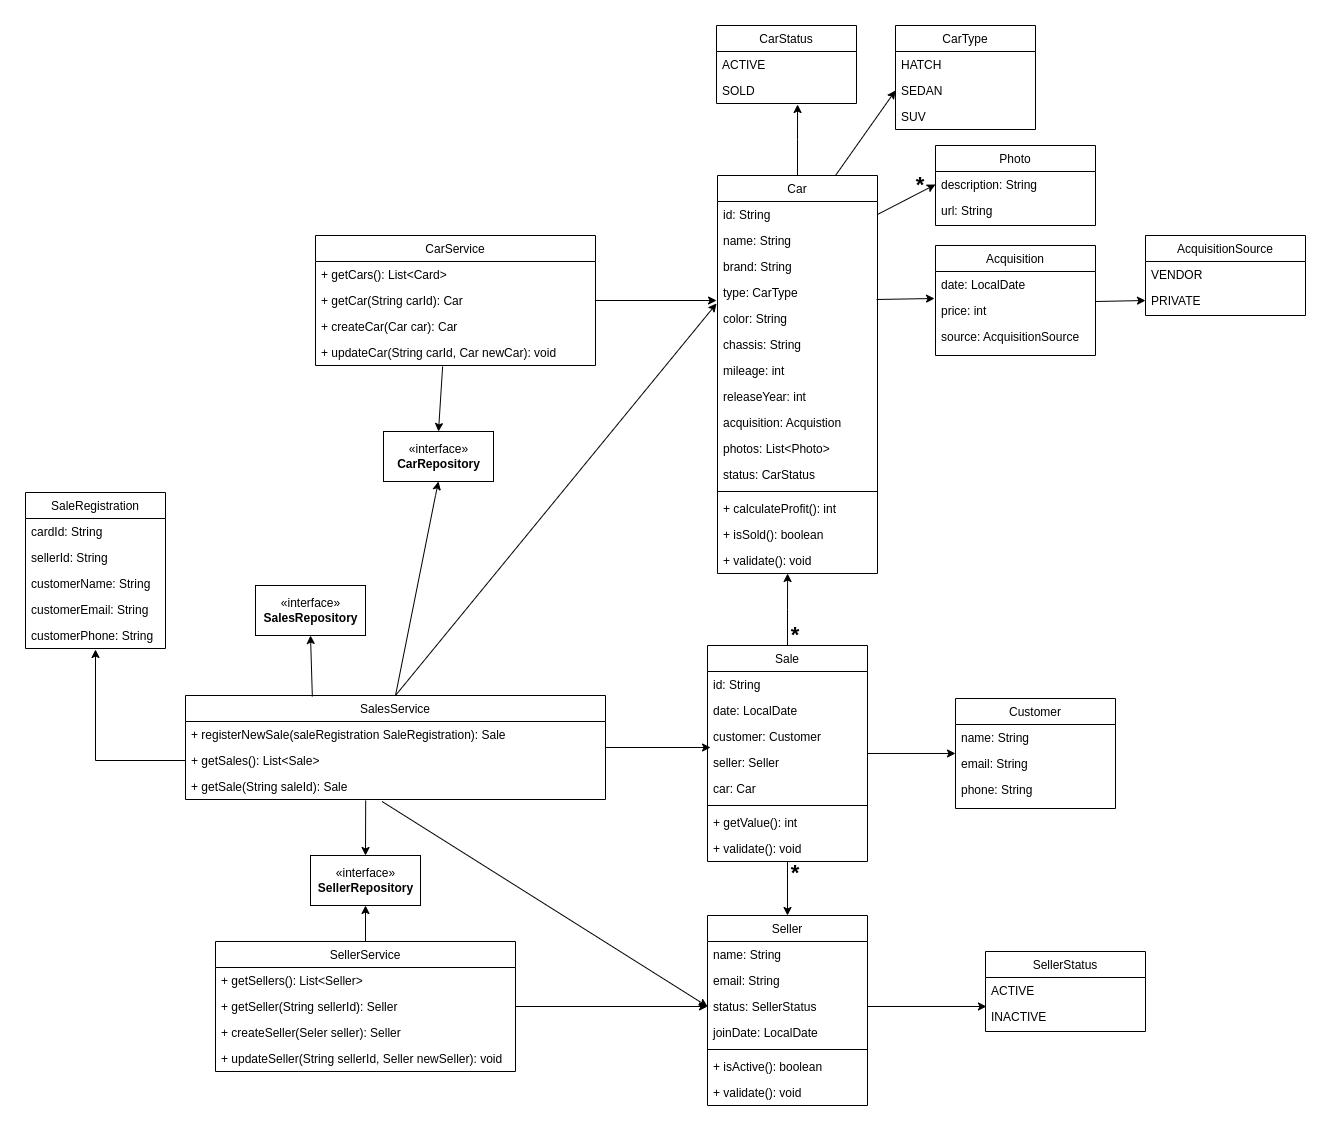 CarStatus
ACTIVE
SOLD
CarType
HATCH
SEDAN
SUV
Photo
description: String
url: String
*
Car
id: String
name: String
brand: String
type: CarType
color: String
chassis: String
mileage: int
releaseYear: int
acquisition: Acquistion
photos: List<Photo>
status: CarStatus
+ calculateProfit(): int
+ isSold(): boolean
+ validate(): void
Acquisition
date: LocalDate
price: int
source: AcquisitionSource
AcquisitionSource
VENDOR
PRIVATE
CarService
+ getCars(): List<Card>
+ getCar(String carId): Car
+ createCar(Car car): Car
+ updateCar(String carId, Car newCar): void
«interface»
CarRepository
SaleRegistration
cardId: String
sellerId: String
customerName: String
customerEmail: String
customerPhone: String
«interface»
SalesRepository
*
SalesService
+ registerNewSale(saleRegistration SaleRegistration): Sale
+ getSales(): List<Sale>
+ getSale(String saleId): Sale
Sale
id: String
date: LocalDate
customer: Customer
seller: Seller
car: Car
+ getValue(): int
+ validate(): void
Customer
name: String
email: String
phone: String
*
«interface»
SellerRepository
SellerService
+ getSellers(): List<Seller>
+ getSeller(String sellerId): Seller
+ createSeller(Seler seller): Seller
+ updateSeller(String sellerId, Seller newSeller): void
Seller
name: String
email: String
status: SellerStatus
joinDate: LocalDate
+ isActive(): boolean
+ validate(): void
SellerStatus
ACTIVE
INACTIVE